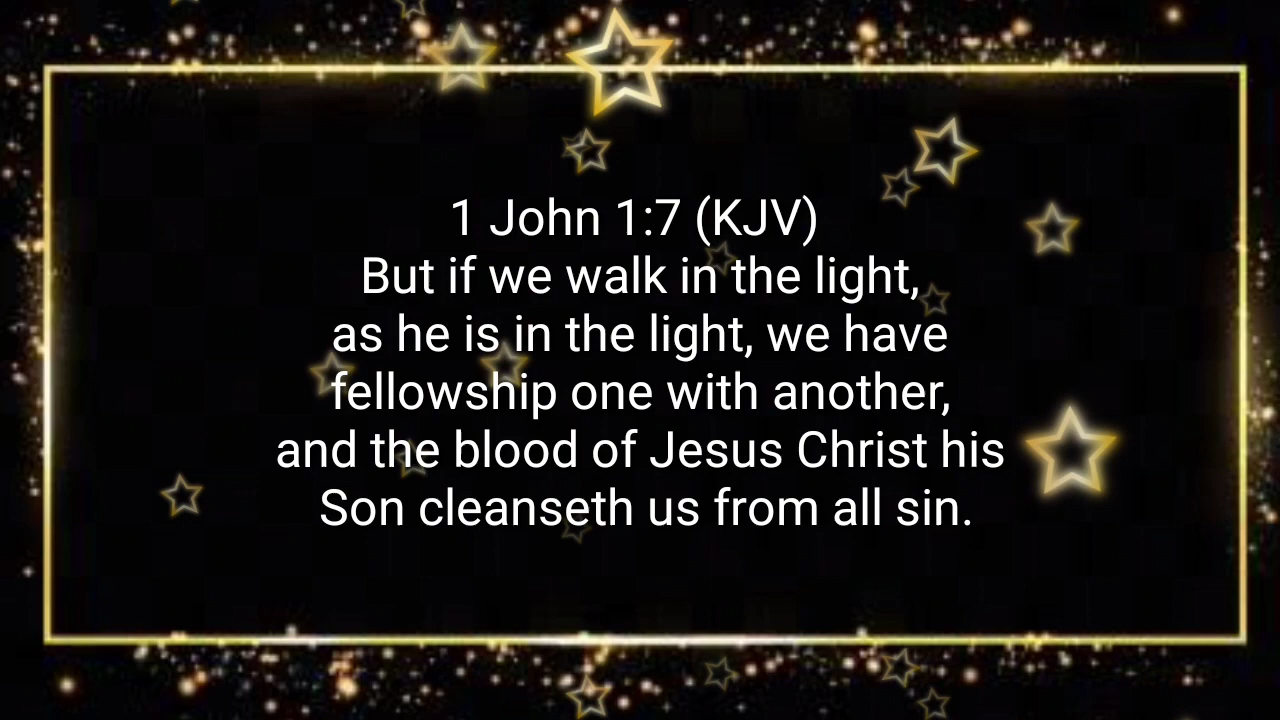 1 John 1:7 (KJV)
But if we walk in the light,
as he is in the light, we have
fellowship one with another,
and the blood of Jesus Christ his
Son cleanseth us from all sin.